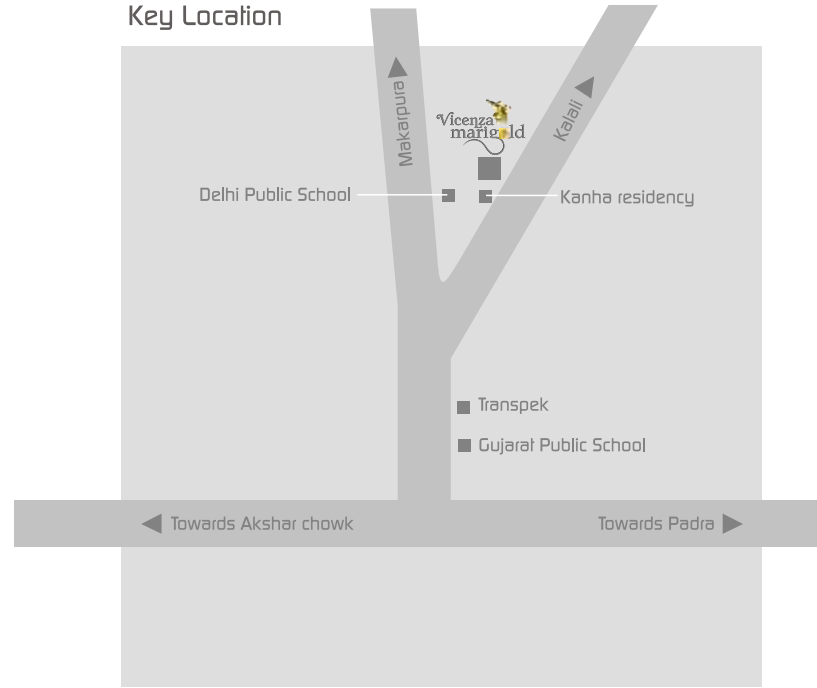 Key Location
Makarpura
Kalali
Vicenza
marigold
Delhi Public School
Kanha residency
Transpek
Gujarat Public School
Towards Akshar chowk
Towards Padra